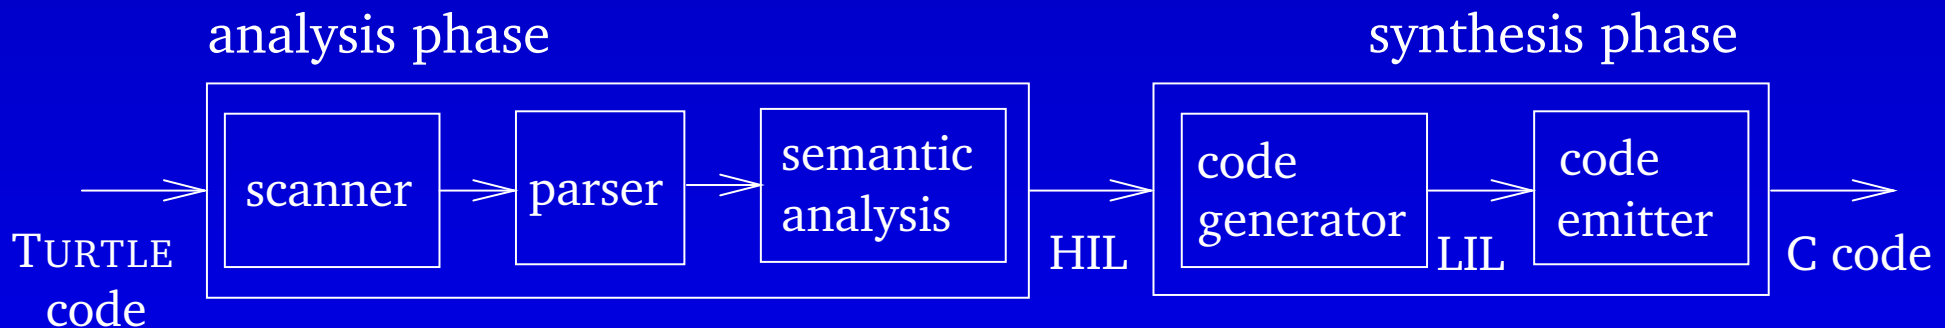 analysis phase
synthesis phase
TURTLE
code
scanner
parser
semantic
analysis
HIL
code
generator
LIL
code
emitter
C code